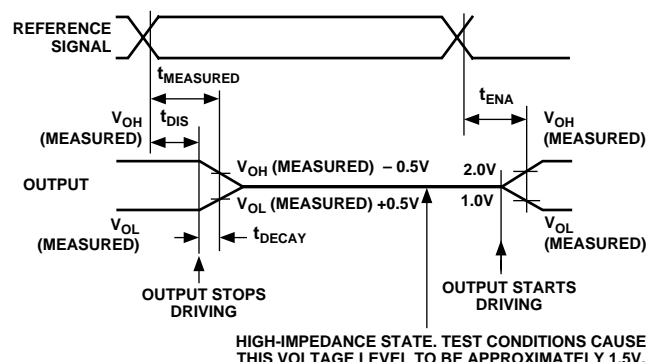 REFERENCE
SIGNAL
tMEASURED
tENA
VOH
(MEASURED)
tDIS
VOH
(MEASURED)
VOH (MEASURED) – 0.5V
2.0V
OUTPUT
VOL (MEASURED) +0.5V
1.0V
VOL
(MEASURED)
tDECAY
VOL
(MEASURED)
OUTPUT STOPS
DRIVING
OUTPUT STARTS
DRIVING
HIGH-IMPEDANCE STATE. TEST CONDITIONS CAUSE
THIS VOLTAGE LEVEL TO BE APPROXIMATELY 1.5V.